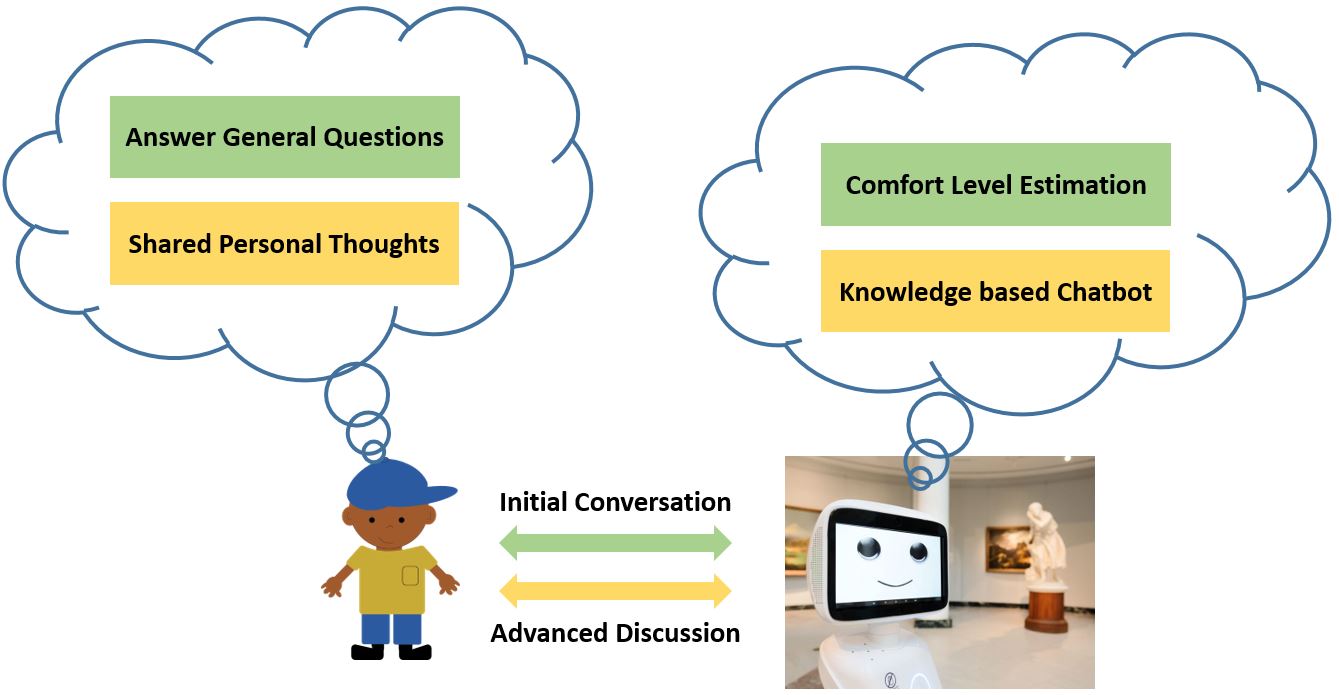 Answer General Questions
Shared Personal Thoughts
Comfort Level Estimation
Knowledge based Chatbot
Initial Conversation
Advanced Discussion